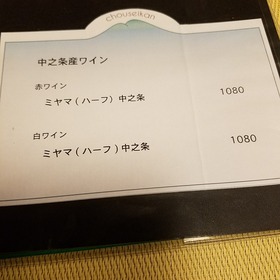 chouseikan
中之条産ワイン
赤ワイン
ミヤマ（ハーフ）中之条 1080
白ワイン
ミヤマ(ハーフ)中之条 1080